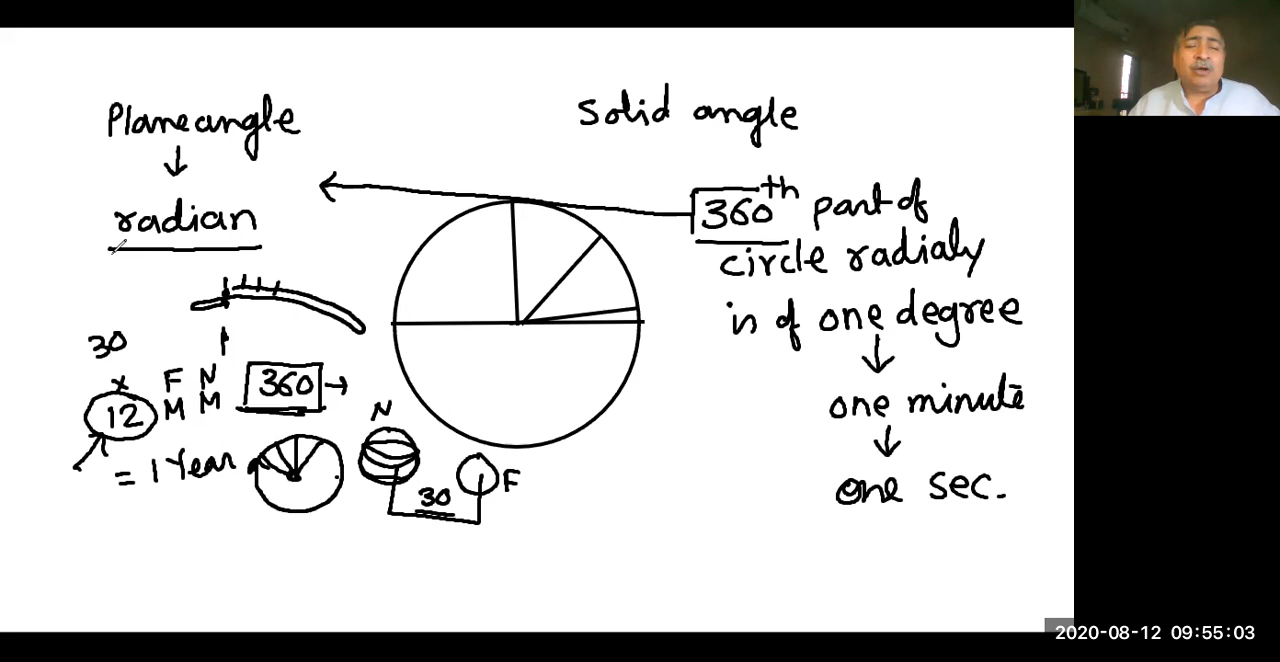 Plane angle
Solid angle
radian
360th part of
circle radialy
is of one degree
one minute
one sec.
30
x
12
F
M
N
M
360
= 1 Year
N
30
F
2020-08-12 09:55:03